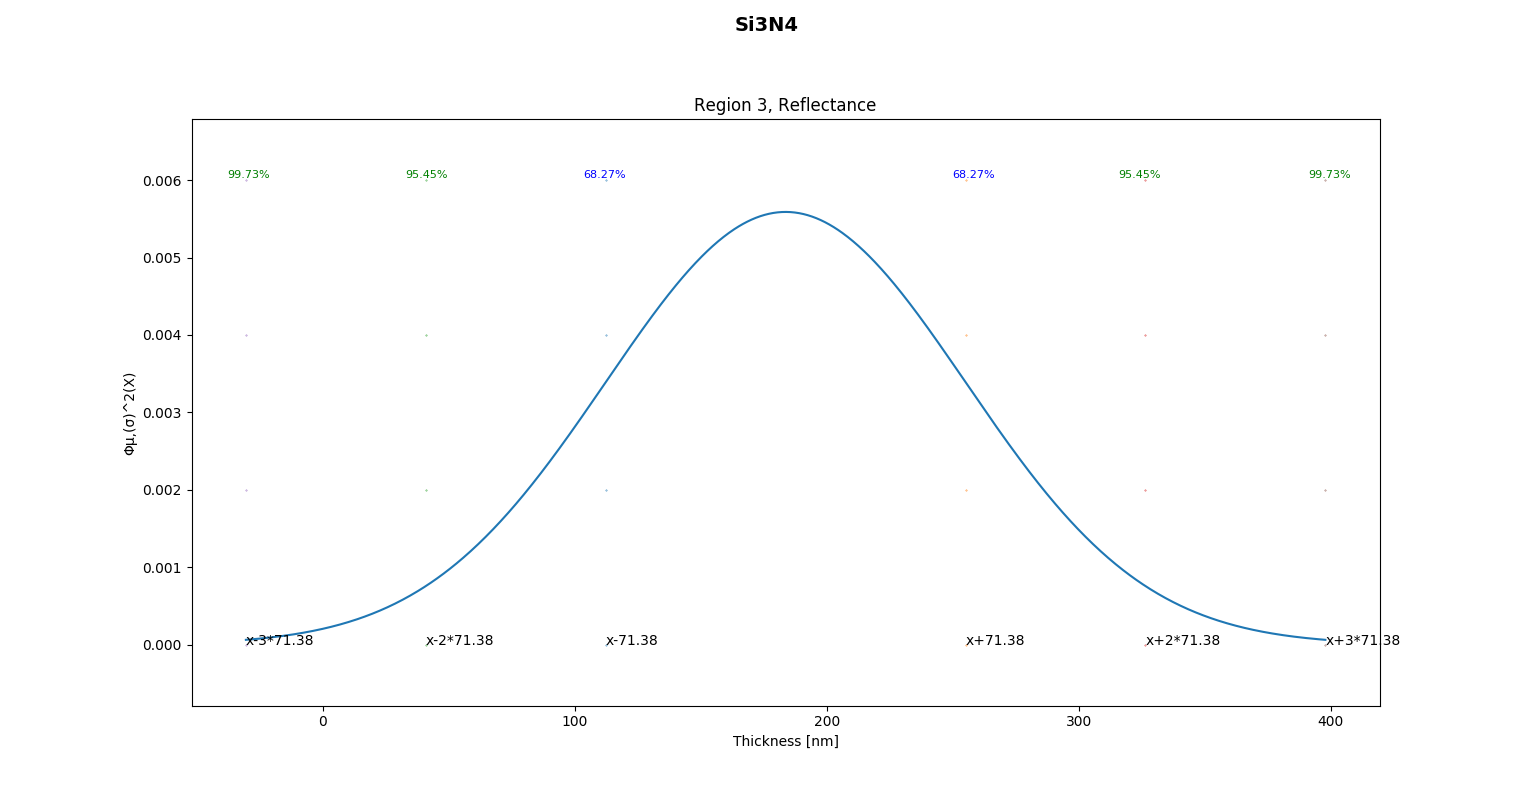 Si3N4
Region 3, Reflectance
99.73% 95.45% 68.27% 68.27% 95.45% 99.73%
0.006
0.005
0.004
0.003
0.002
0.001
0.000
Φμ,(σ)^2(X)
x-3*71.38 x-2*71.38 x-71.38 x+71.38 x+2*71.38 x+3*71.38
0 100 200 300 400
Thickness [nm]